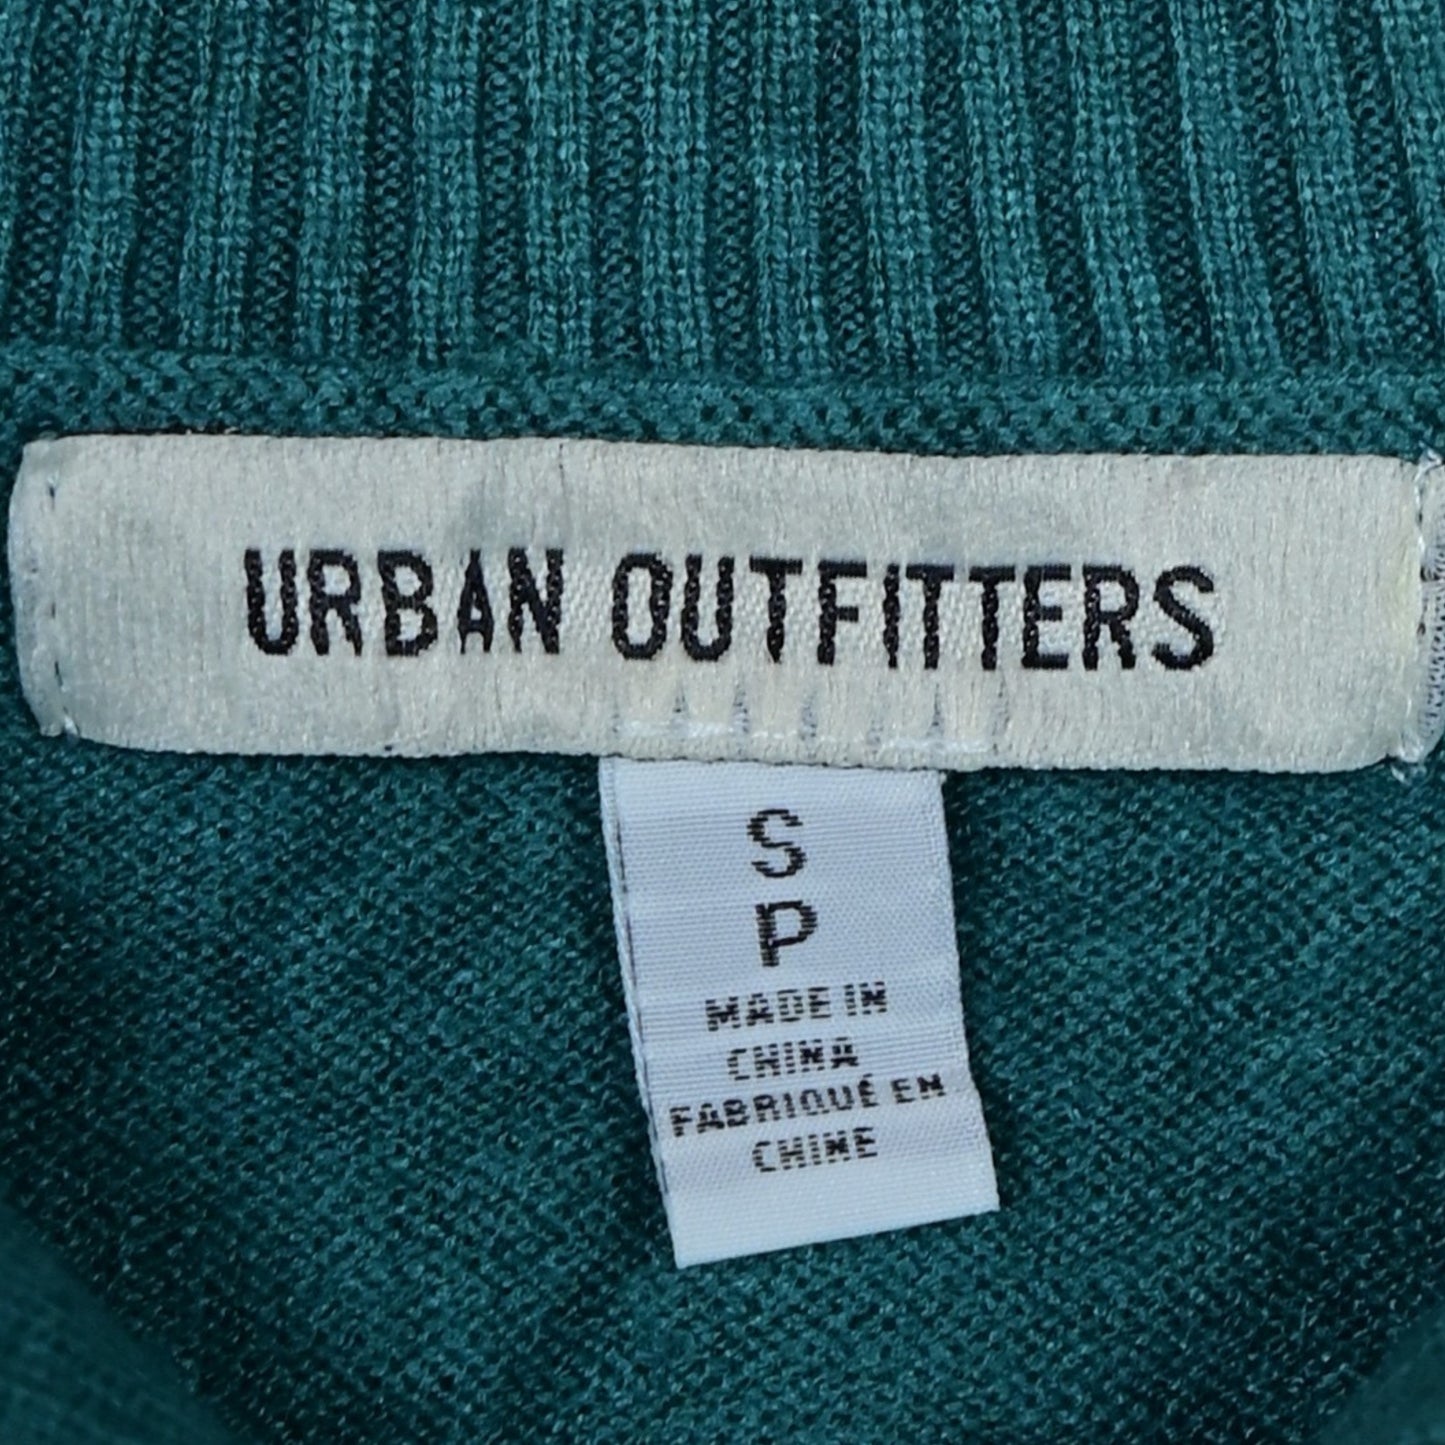 URBAN OUTFITTERS
S
P
MADE IN
CHINA
FABRIQUÉ EN
CHINE